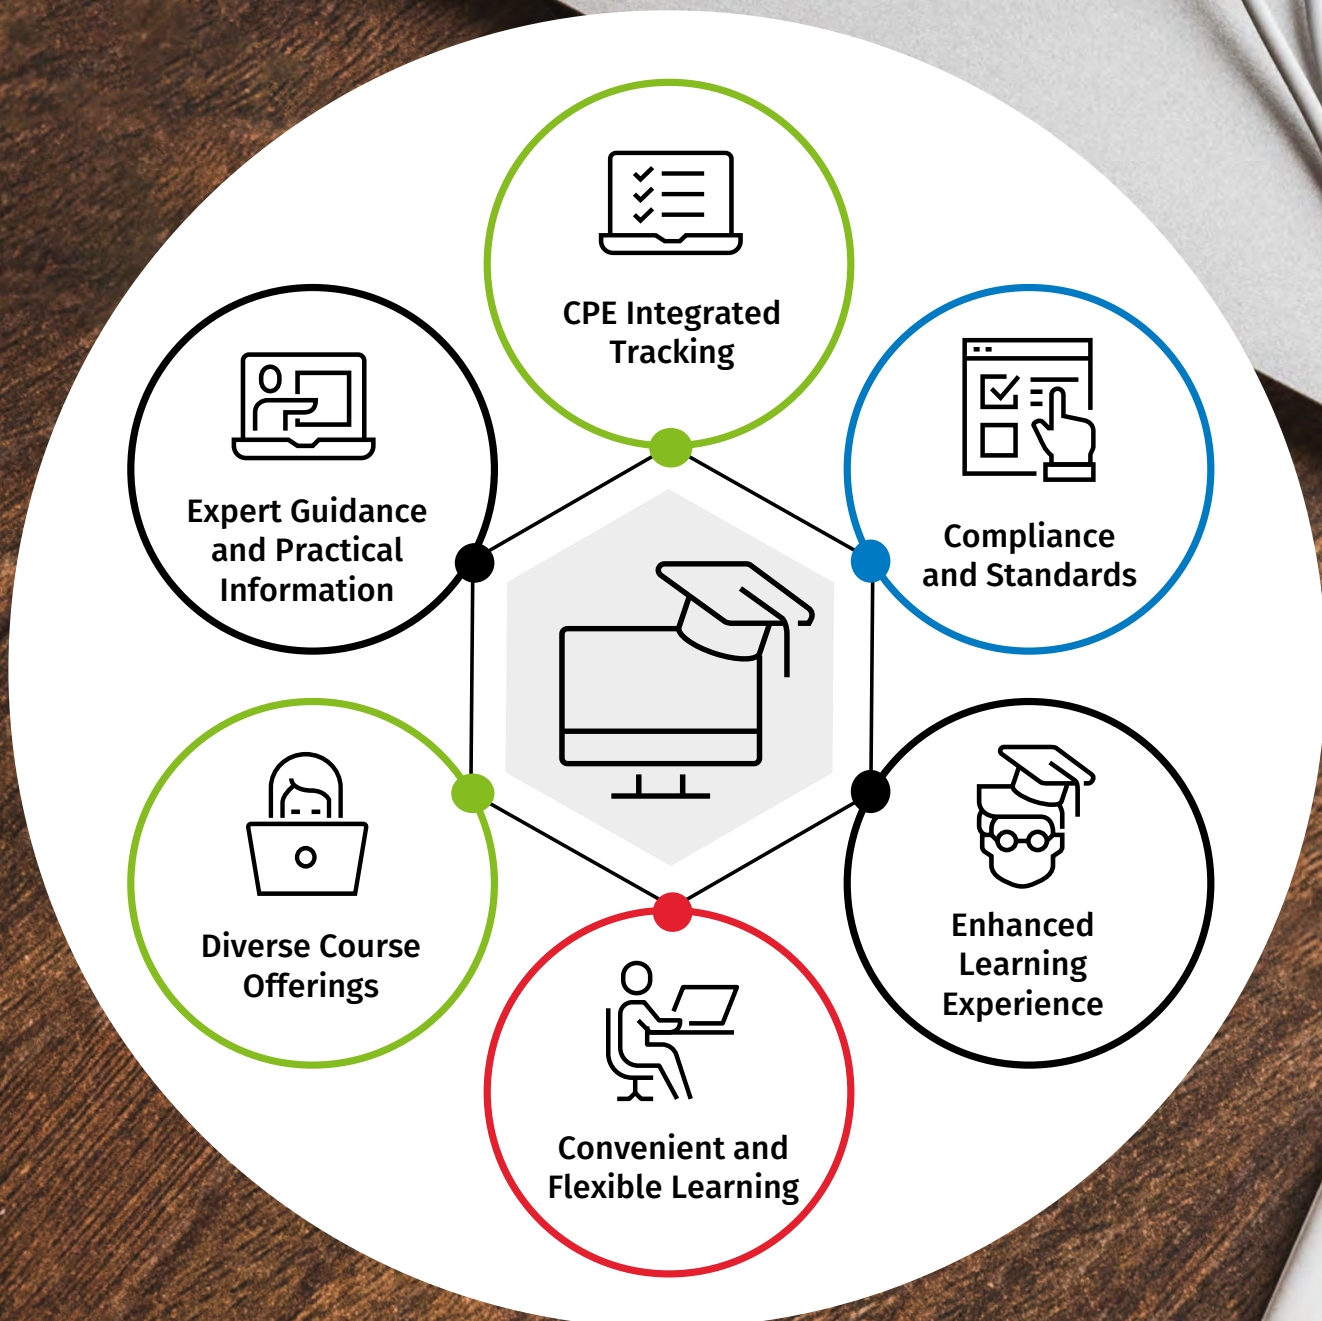 CPE Integrated
Tracking
Compliance
and Standards
Enhanced
Learning
Experience
Convenient and
Flexible Learning
Diverse Course
Offerings
Expert Guidance
and Practical
Information